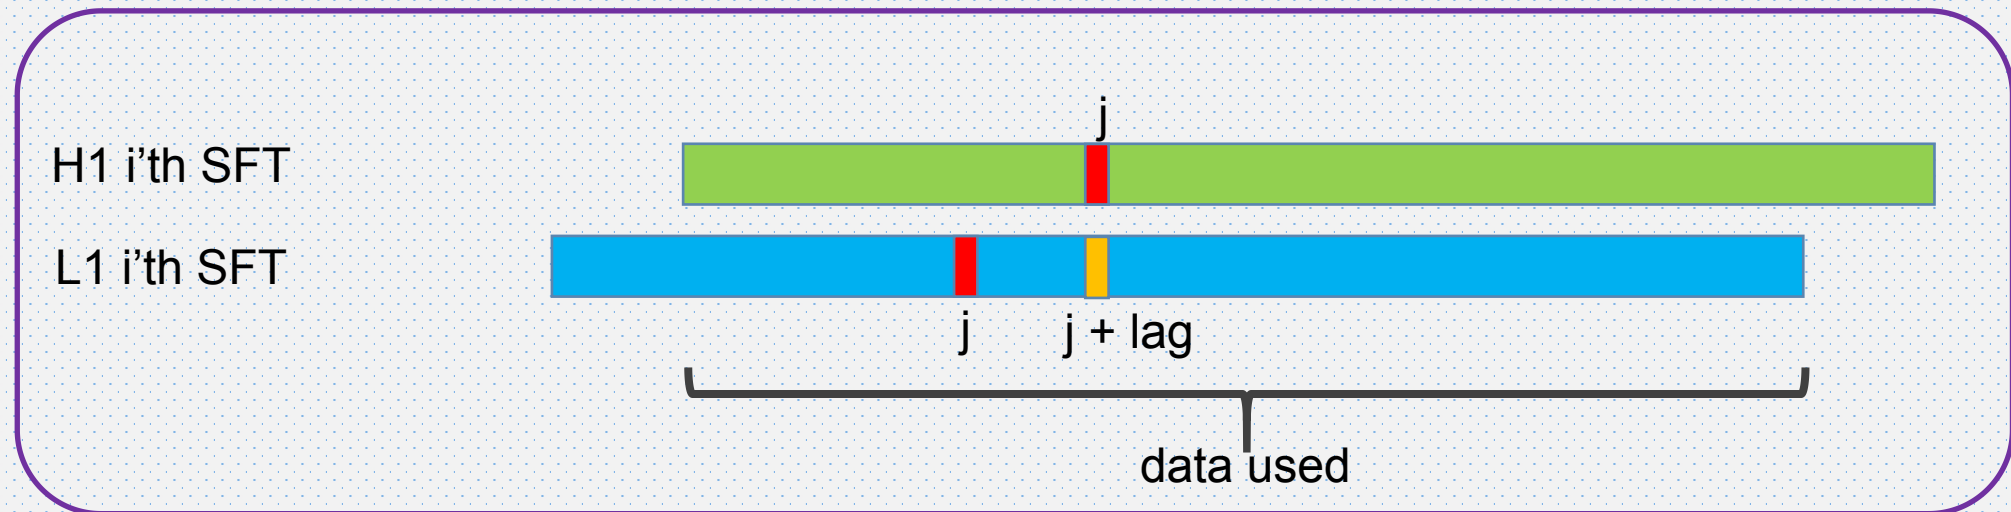 j
H1 i’th SFT
L1 i’th SFT
j
j + lag
data used